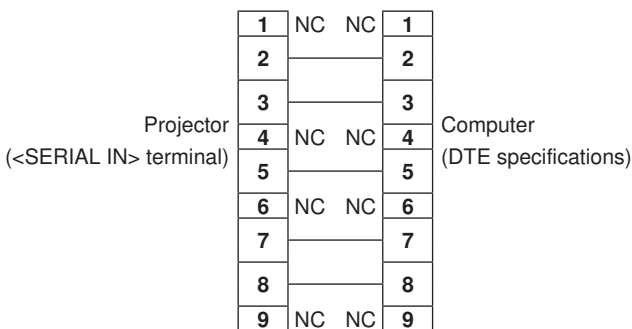 1 NC NC 1
2 2
3 3
Projector
(<SERIAL IN> terminal)
4 NC NC 4
Computer
(DTE specifications)
5 5
6 NC NC 6
7 7
8 8
9 NC NC 9